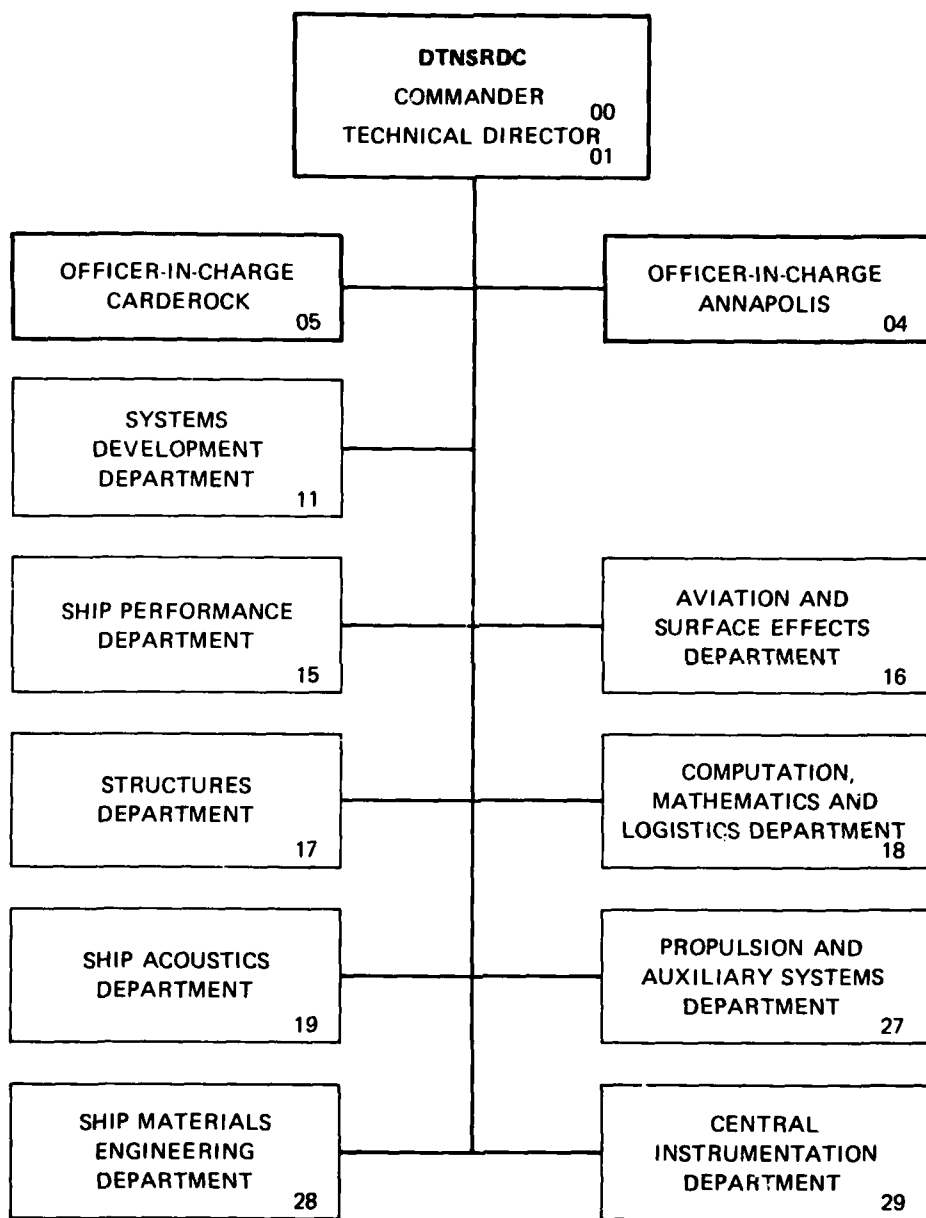 DTNSRDC
COMMANDER
00
TECHNICAL DIRECTOR
01
OFFICER-IN-CHARGE
CARDEROCK
05
OFFICER-IN-CHARGE
ANNAPOLIS
04
SYSTEMS
DEVELOPMENT
DEPARTMENT
11
SHIP PERFORMANCE
DEPARTMENT
15
AVIATION AND
SURFACE EFFECTS
DEPARTMENT
16
STRUCTURES
DEPARTMENT
17
COMPUTATION,
MATHEMATICS AND
LOGISTICS DEPARTMENT
18
SHIP ACOUSTICS
DEPARTMENT
19
PROPULSION AND
AUXILIARY SYSTEMS
DEPARTMENT
27
SHIP MATERIALS
ENGINEERING
DEPARTMENT
28
CENTRAL
INSTRUMENTATION
DEPARTMENT
29